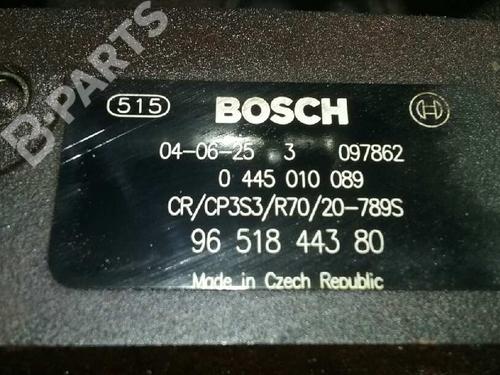 B-PARTS
515 BOSCH
04-06-25 3 097862
0 445 010 089
CR/CP3S3/R70/20-789S
96 518 443 80
Made in Czech Republic